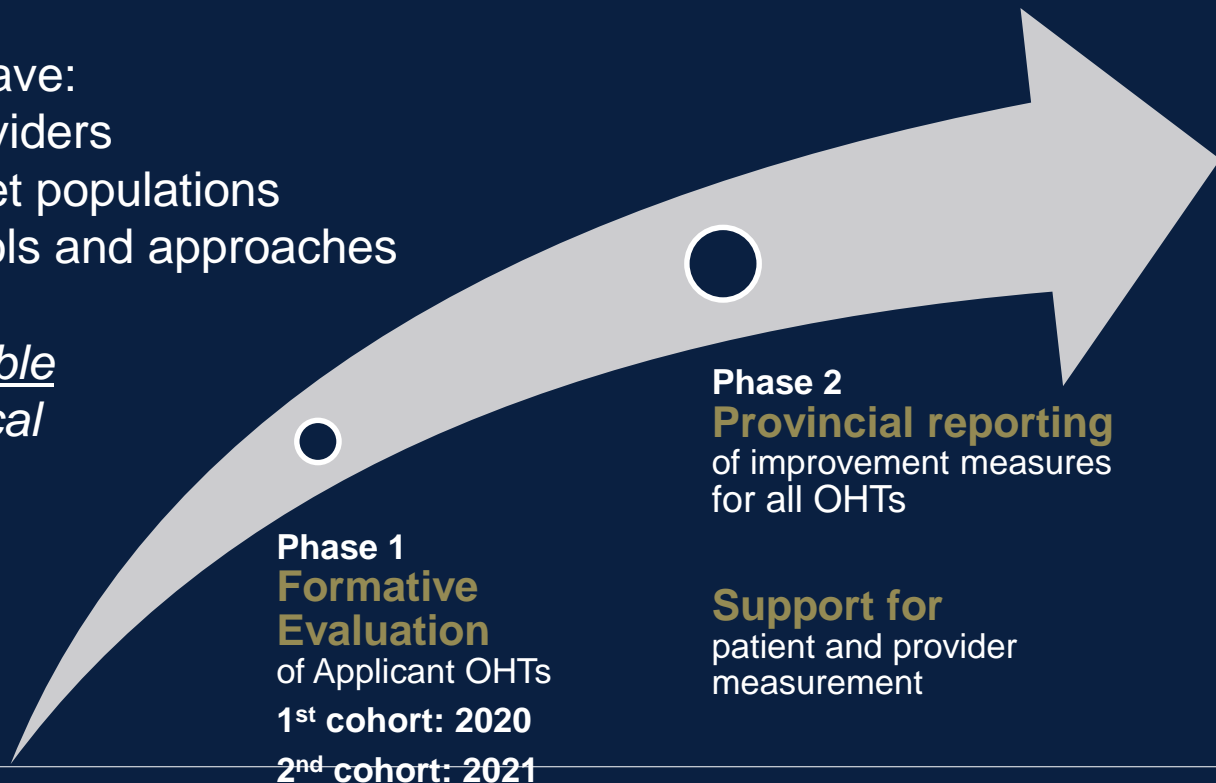 ave:
viders
et populations
ols and approaches
ble
cal
Phase 1
Formative
Evaluation
of Applicant OHTs
1st cohort: 2020
2nd cohort: 2021
Phase 2
Provincial reporting
of improvement measures
for all OHTs
Support for
patient and provider
measurement